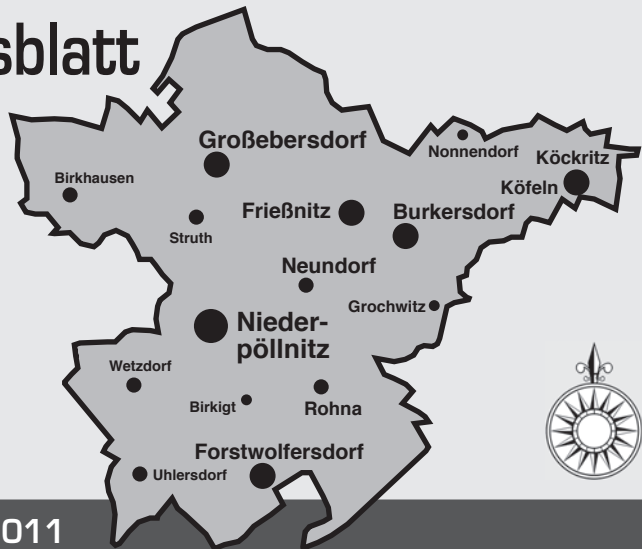 sblatt
Großebersdorf
Nonnendorf
Köckritz
Birkhausen
Köfeln
Frießnitz
Burkersdorf
Struth
Neundorf
Grochwitz
Nieder-
pöllnitz
Wetzdorf
Birkigt
Rohna
Forstwolfersdorf
Uhlersdorf
011